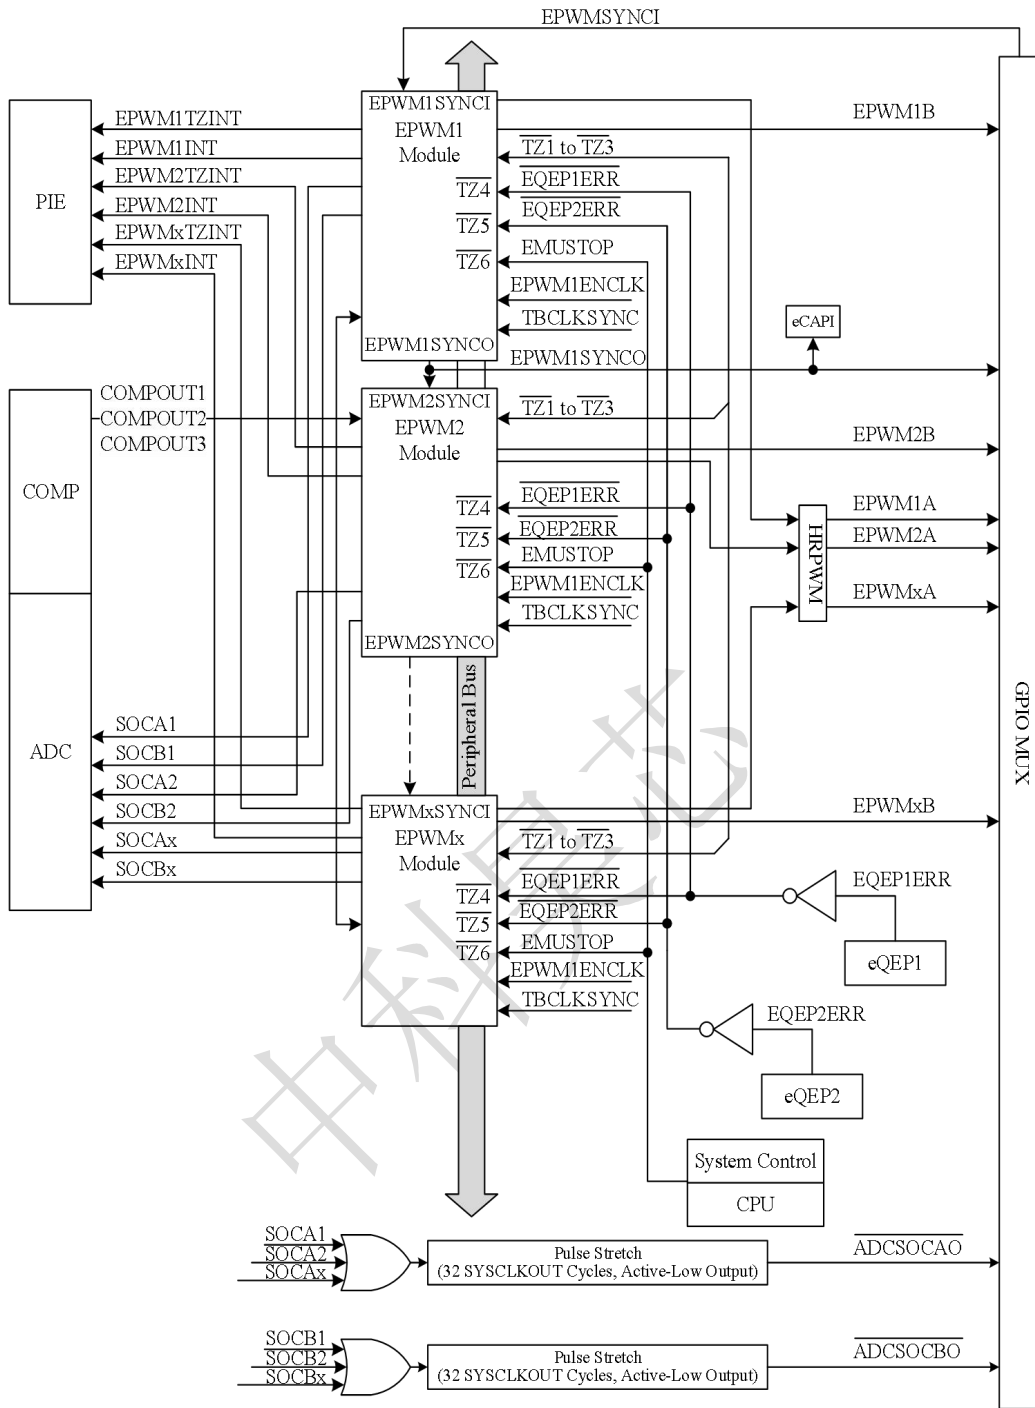 EPWMSYNCI
EPWM1SYNCI
EPWM1
Module
TZ4
TZ5
TZ6
EPWM1SYNCO
EPWM1TZINT
EPWM1INT
EPWM2TZINT
EPWM2INT
EPWMxTZINT
EPWMxINT
PIE
EPWM1B
TZ1 to TZ3
EQEP1ERR
EQEP2ERR
EMUSTOP
EPWM1ENCLK
TBCLKSYNC
eCAPI
EPWM1SYNCO
COMPOUT1
COMPOUT2
COMPOUT3
COMP
EPWM2SYNCI
EPWM2
Module
TZ4
TZ5
TZ6
EPWM2SYNCO
TZ1 to TZ3
EPWM2B
EQEP1ERR
EQEP2ERR
EMUSTOP
EPWM1ENCLK
TBCLKSYNC
HRPWM
EPWM1A
EPWM2A
EPWMxA
GPIO MUX
Peripheral Bus
ADC
SOCA1
SOCB1
SOCA2
SOCB2
SOCAx
SOCBx
EPWMxSYNCI
EPWMx
Module
TZ4
TZ5
TZ6
EPWMxB
TZ1 to TZ3
EQEP1ERR
EQEP2ERR
EMUSTOP
EPWM1ENCLK
TBCLKSYNC
EQEP1ERR
eQEP1
EQEP2ERR
eQEP2
System Control
CPU
SOCA1
SOCA2
SOCAx
Pulse Stretch
(32 SYSCLKOUT Cycles, Active-Low Output)
ADCSOCAO
SOCB1
SOCB2
SOCBx
Pulse Stretch
(32 SYSCLKOUT Cycles, Active-Low Output)
ADCSOCBO
中科昊芯